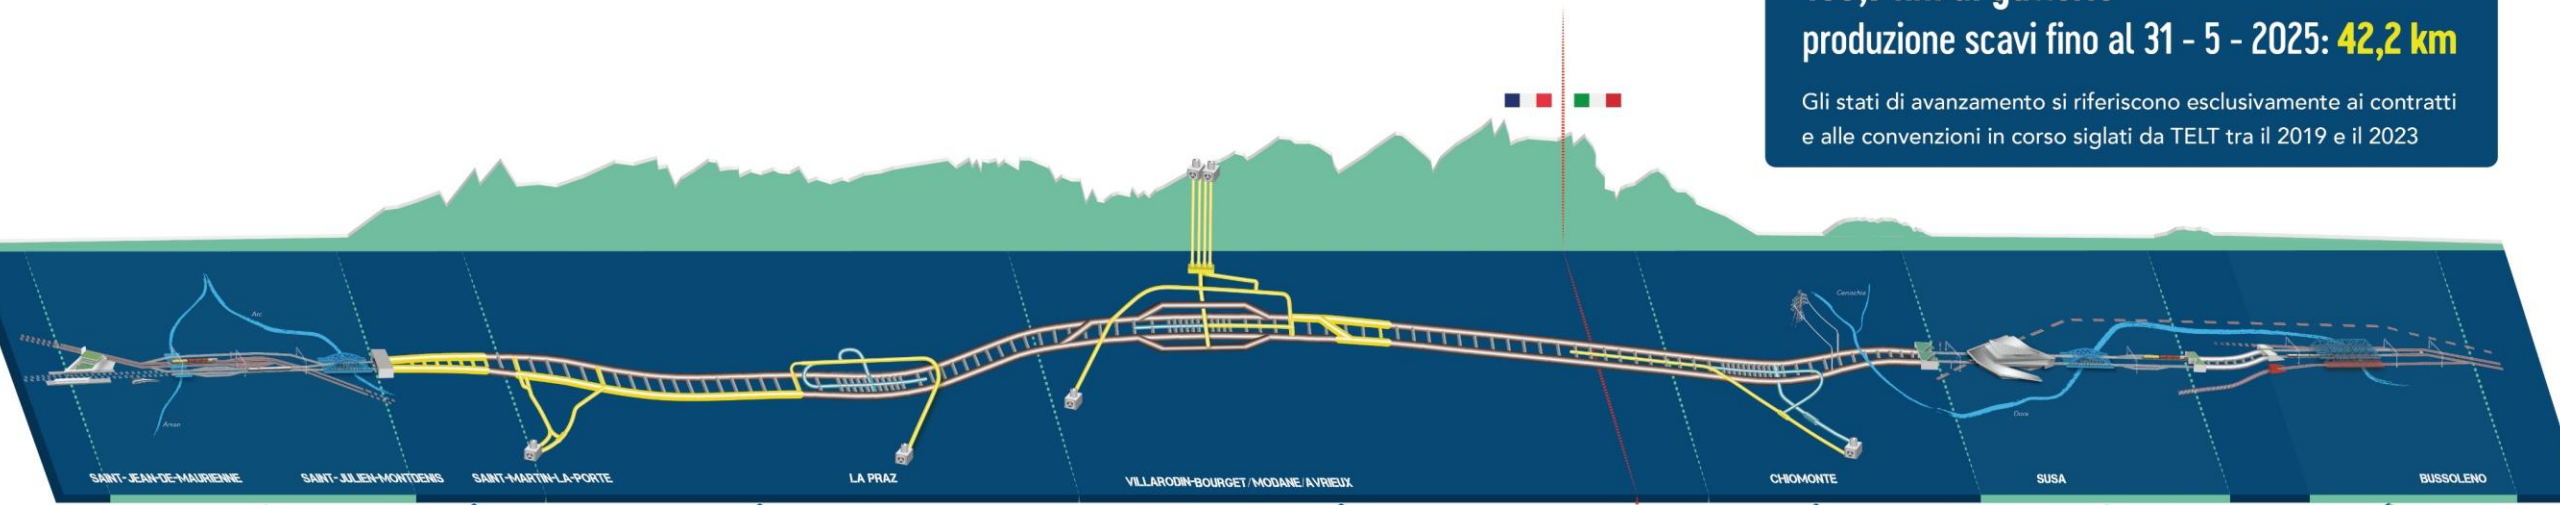 produzione scavi fino al 31 - 5 - 2025: 42,2 km
Gli stati di avanzamento si riferiscono esclusivamente ai contratti
e alle convenzioni in corso siglati da TELT tra il 2019 e il 2023
Arc
Arvan
Cenischia
Dora
SAINT-JEAN-DE-MAURIENNE
SAINT-JULIEN-MONTDENIS
SAINT-MARTIN-LA-PORTE
LA PRAZ
VILLARODIN-BOURGET/MODANE/AVRIEUX
CHIOMONTE
SUSA
BUSSOLENO